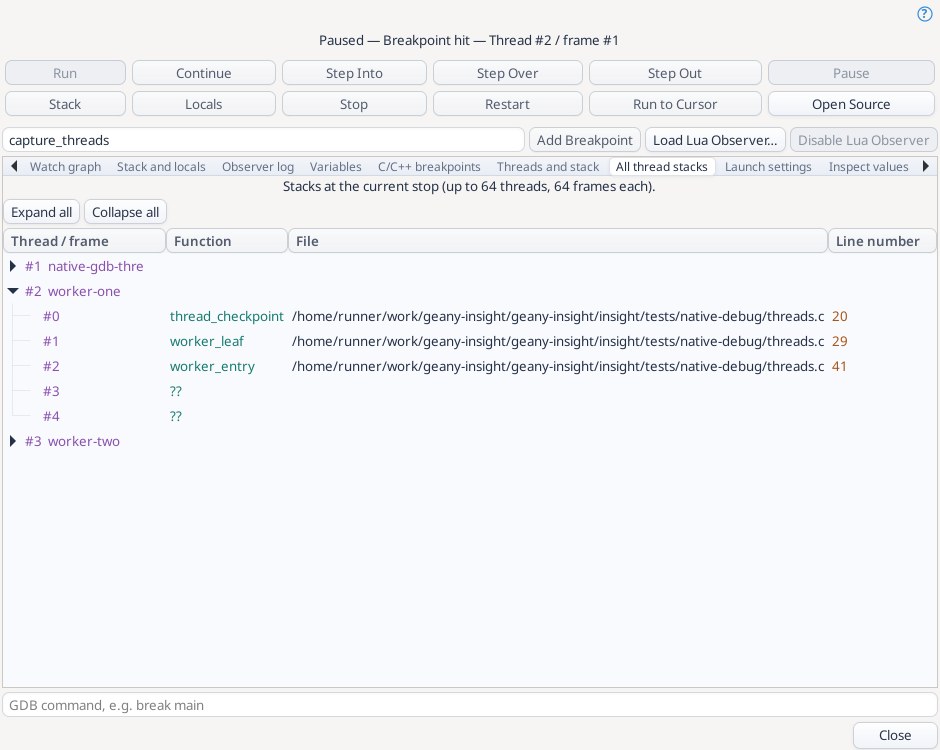 ?
Paused — Breakpoint hit — Thread #2 / frame #1
Run Continue Step Into Step Over Step Out Pause
Stack Locals Stop Restart Run to Cursor Open Source
capture_threads Add Breakpoint Load Lua Observer... Disable Lua Observer
Watch graph Stack and locals Observer log Variables C/C++ breakpoints Threads and stack All thread stacks Launch settings Inspect values
Stacks at the current stop (up to 64 threads, 64 frames each).
Expand all Collapse all
Thread / frame Function File Line number
#1 native-gdb-thre
#2 worker-one
#0 thread_checkpoint /home/runner/work/geany-insight/geany-insight/insight/tests/native-debug/threads.c 20
#1 worker_leaf /home/runner/work/geany-insight/geany-insight/insight/tests/native-debug/threads.c 29
#2 worker_entry /home/runner/work/geany-insight/geany-insight/insight/tests/native-debug/threads.c 41
#3 ??
#4 ??
#3 worker-two
GDB command, e.g. break main
Close